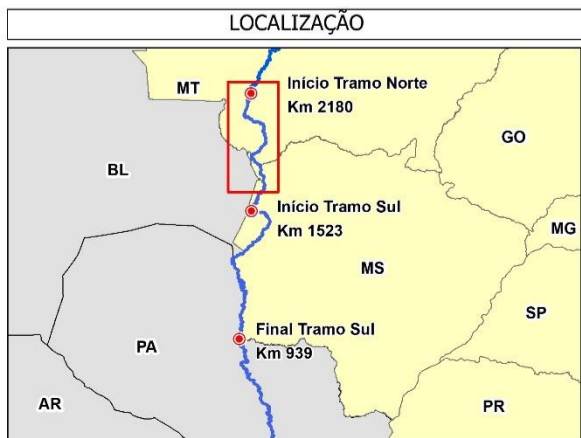 LOCALIZAÇÃO
MT
Início Tramo Norte
Km 2180
GO
BL
Início Tramo Sul
Km 1523
MG
MS
SP
Final Tramo Sul
PA
Km 939
PR
AR